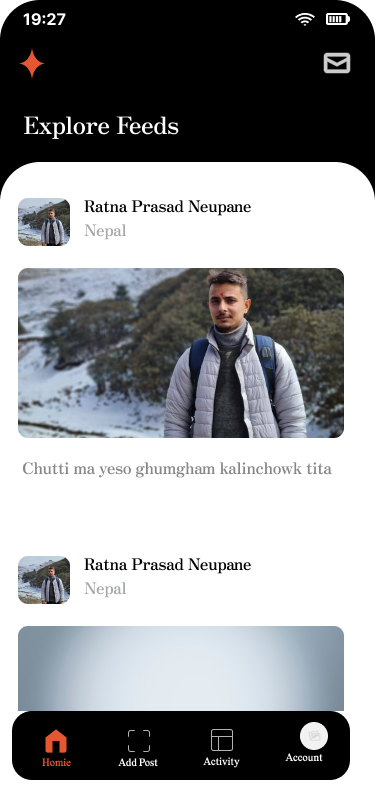 19:27
Explore Feeds
Ratna Prasad Neupane
Nepal
Chutti ma yeso ghumgham kalinchowk tita
Ratna Prasad Neupane
Nepal
Home
Add Post
Activity
Account